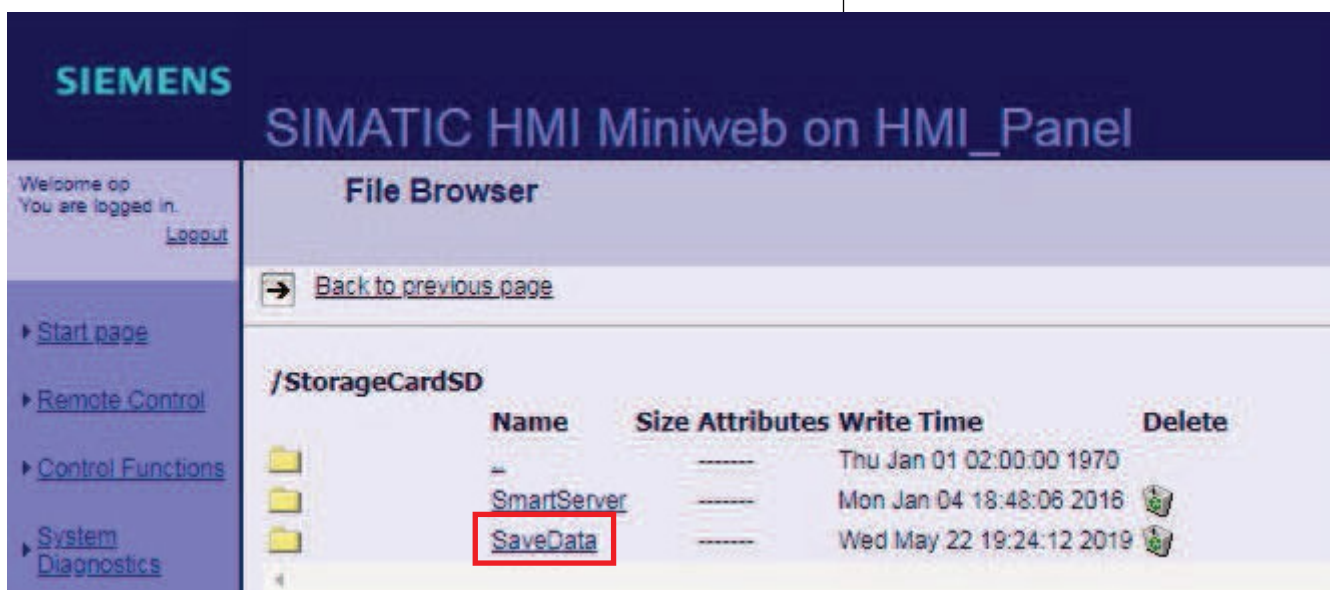 SIEMENS
SIMATIC HMI Miniweb on HMI_Panel
Welcome op
You are logged in.
Logout
File Browser
Back to previous page
Start page
Remote Control
Control Functions
System
Diagnostics
/StorageCardSD
Name Size Attributes Write Time Delete
.. ------- Thu Jan 01 02:00:00 1970
SmartServer ------- Mon Jan 04 18:48:06 2016
SaveData ------- Wed May 22 19:24:12 2019